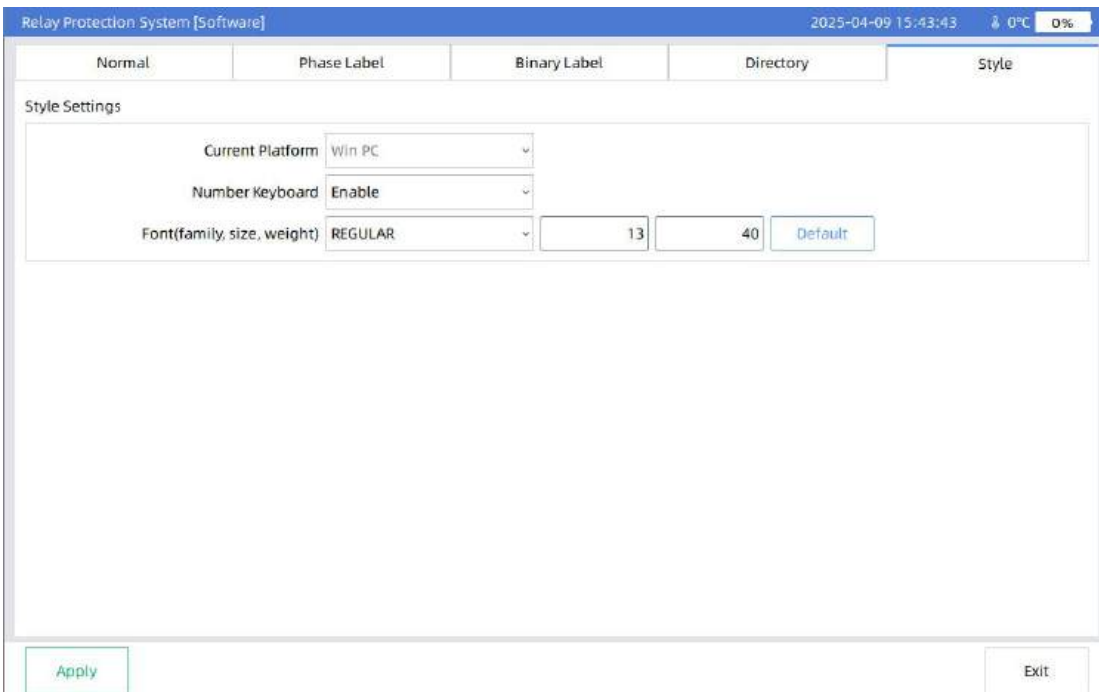 Relay Protection System [Software] 2025-04-09 15:43:43 0°C 0%
Normal Phase Label Binary Label Directory Style
Style Settings
Current Platform Win PC
Number Keyboard Enable
Font(family, size, weight) REGULAR 13 40 Default
Apply Exit